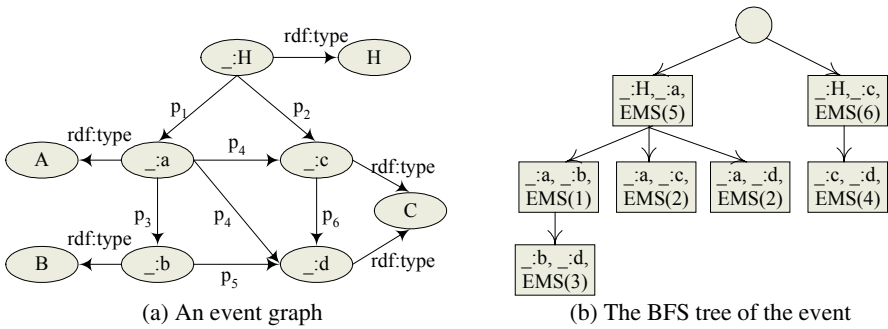 rdf:type
_:H
H
p1
p2
rdf:type
rdf:type
A
_:a
p4
_:c
C
p3
p4
p6
rdf:type
rdf:type
B
_:b
p5
_:d
(a) An event graph
_:H,_:a,
EMS(5)
_:H,_:c,
EMS(6)
_:a, _:b,
EMS(1)
_:a, _:c,
EMS(2)
_:a, _:d,
EMS(2)
_:c, _:d,
EMS(4)
_:b, _:d,
EMS(3)
(b) The BFS tree of the event